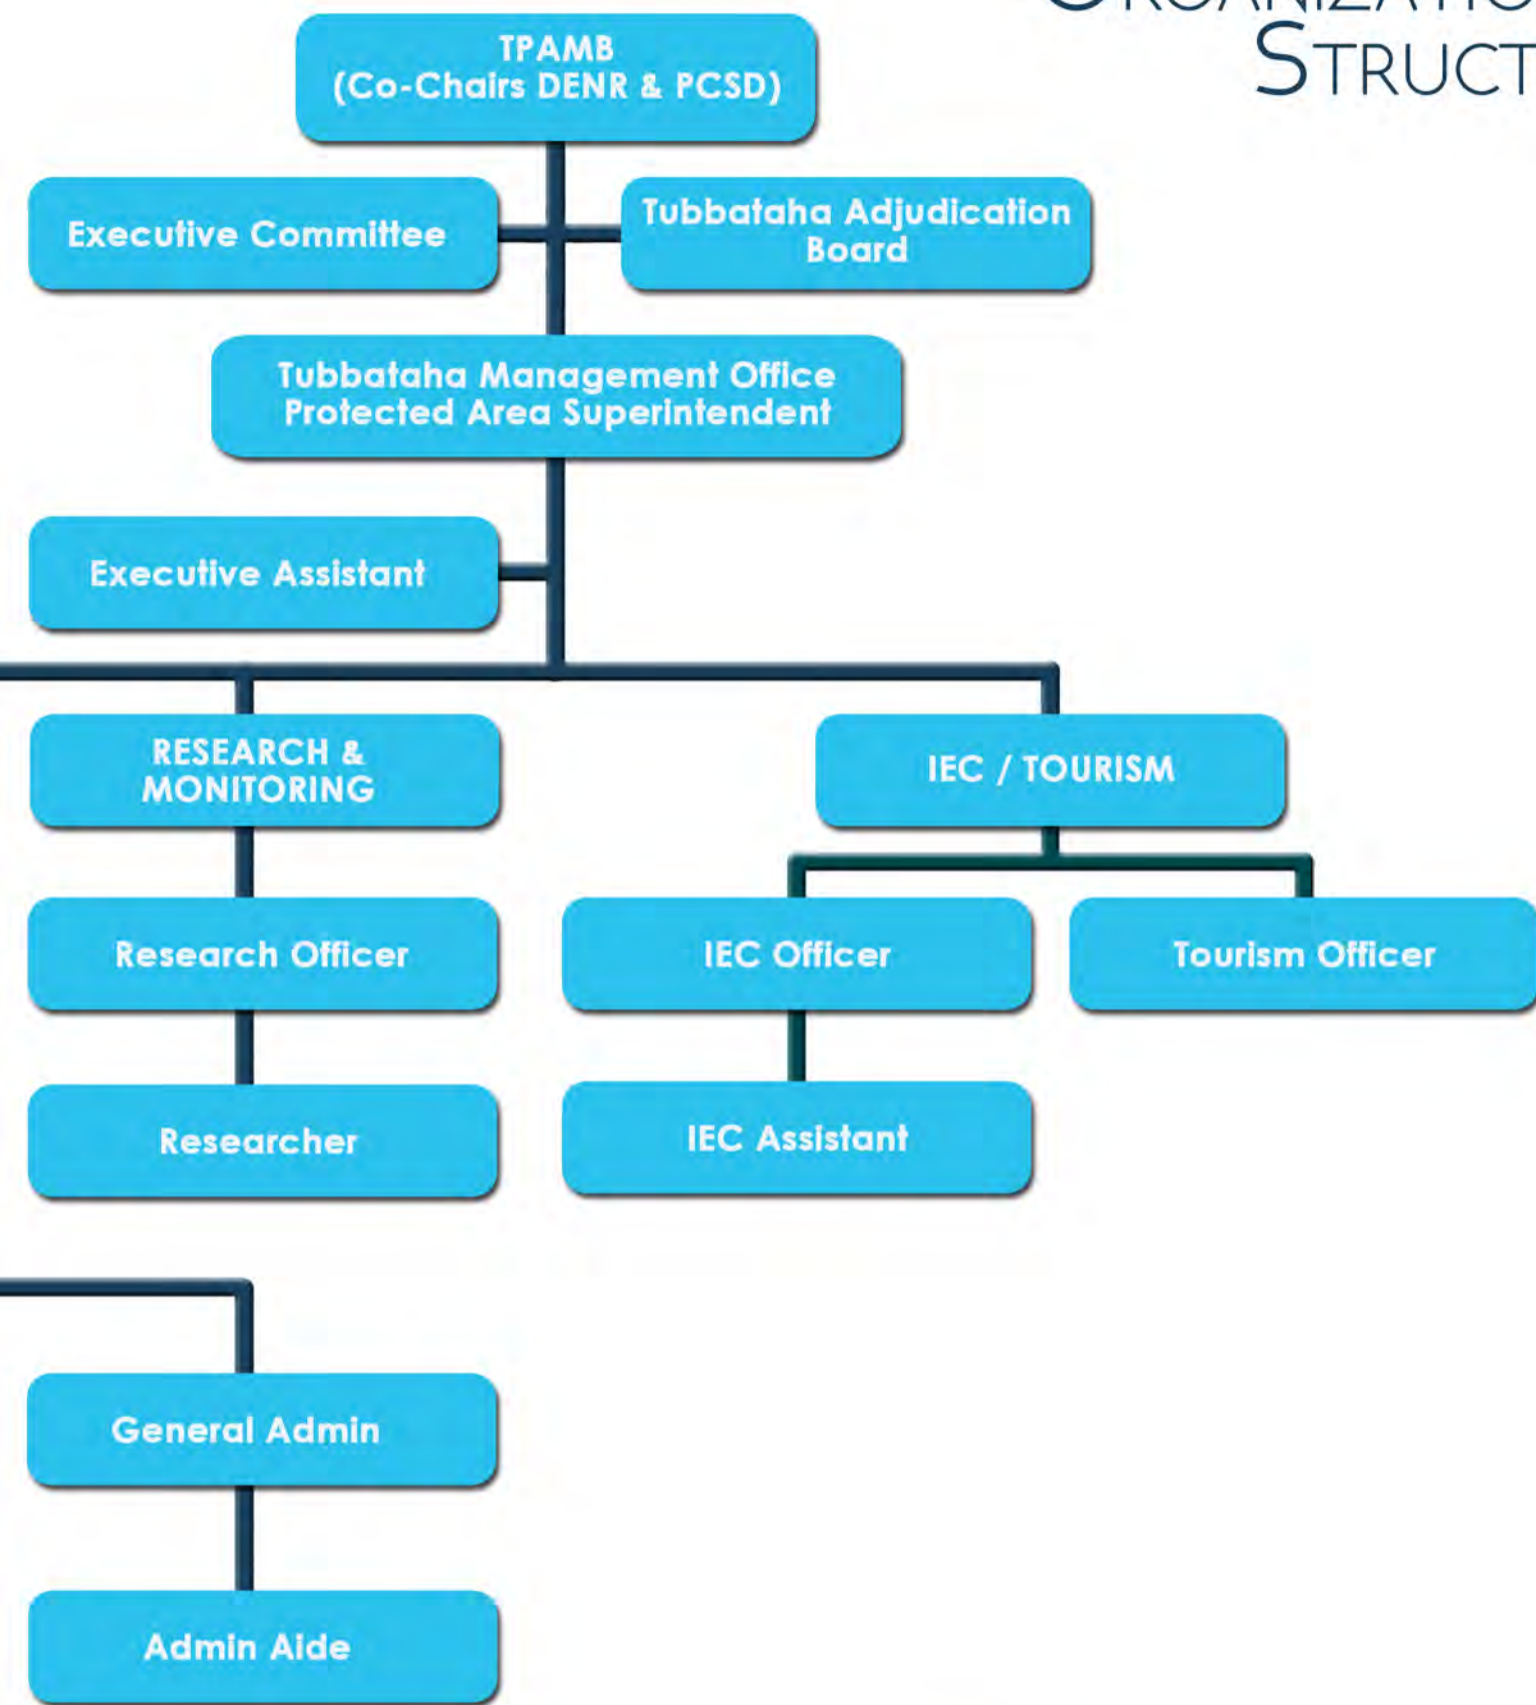 STRUCT
TPAMB
(Co-Chairs DENR & PCSD)
Executive Committee
Tubbataha Adjudication
Board
Tubbataha Management Office
Protected Area Superintendent
Executive Assistant
RESEARCH &
MONITORING
IEC / TOURISM
Research Officer
IEC Officer
Tourism Officer
Researcher
IEC Assistant
General Admin
Admin Aide